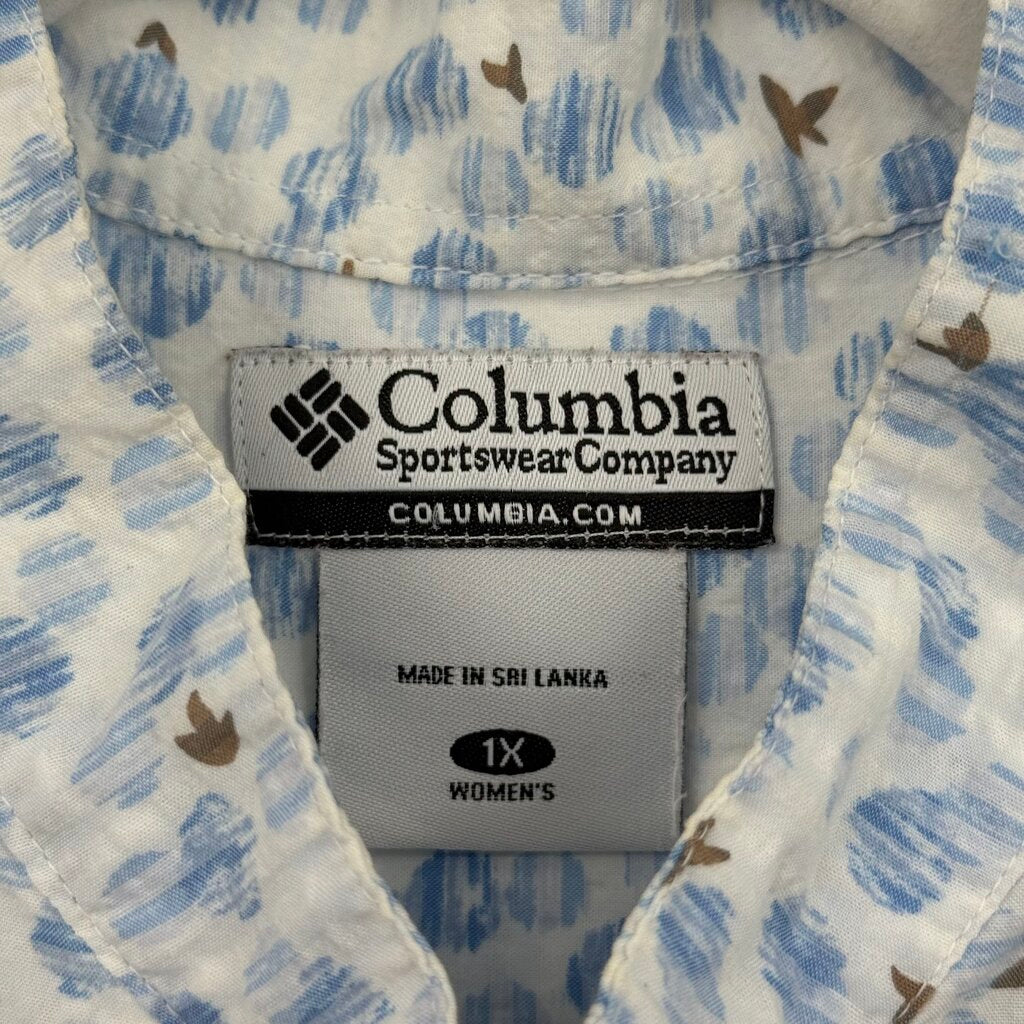 Columbia
Sportswear Company
COLUMBIA.COM
MADE IN SRI LANKA
1X
WOMEN'S